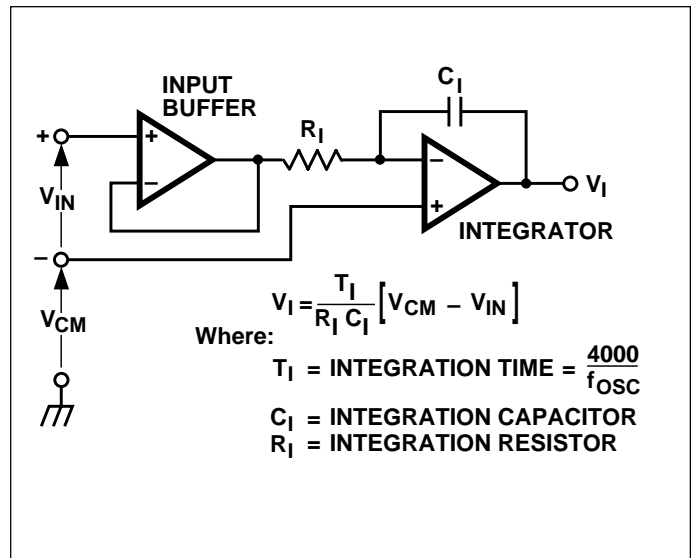 INPUT
BUFFER
C_I
R_I
+
+
−
−
V_IN
+
V_I
−
INTEGRATOR
V_CM
V_I = T_I / (R_I C_I) [V_CM − V_IN]
Where:
T_I = INTEGRATION TIME = 4000 / f_OSC
C_I = INTEGRATION CAPACITOR
R_I = INTEGRATION RESISTOR